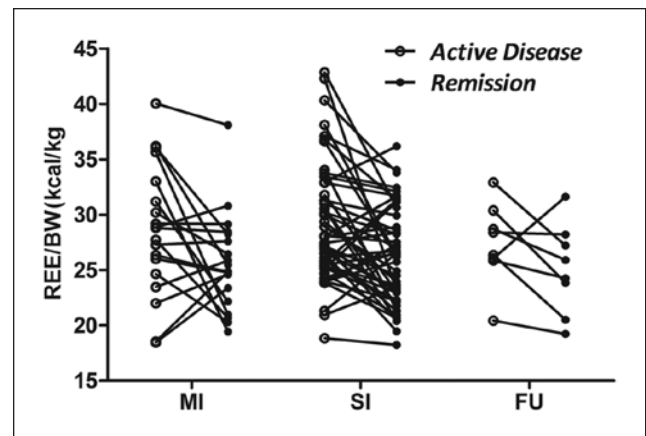 REE/BW(kcal/kg)
45
40
35
30
25
20
15
Active Disease
Remission
MI SI FU